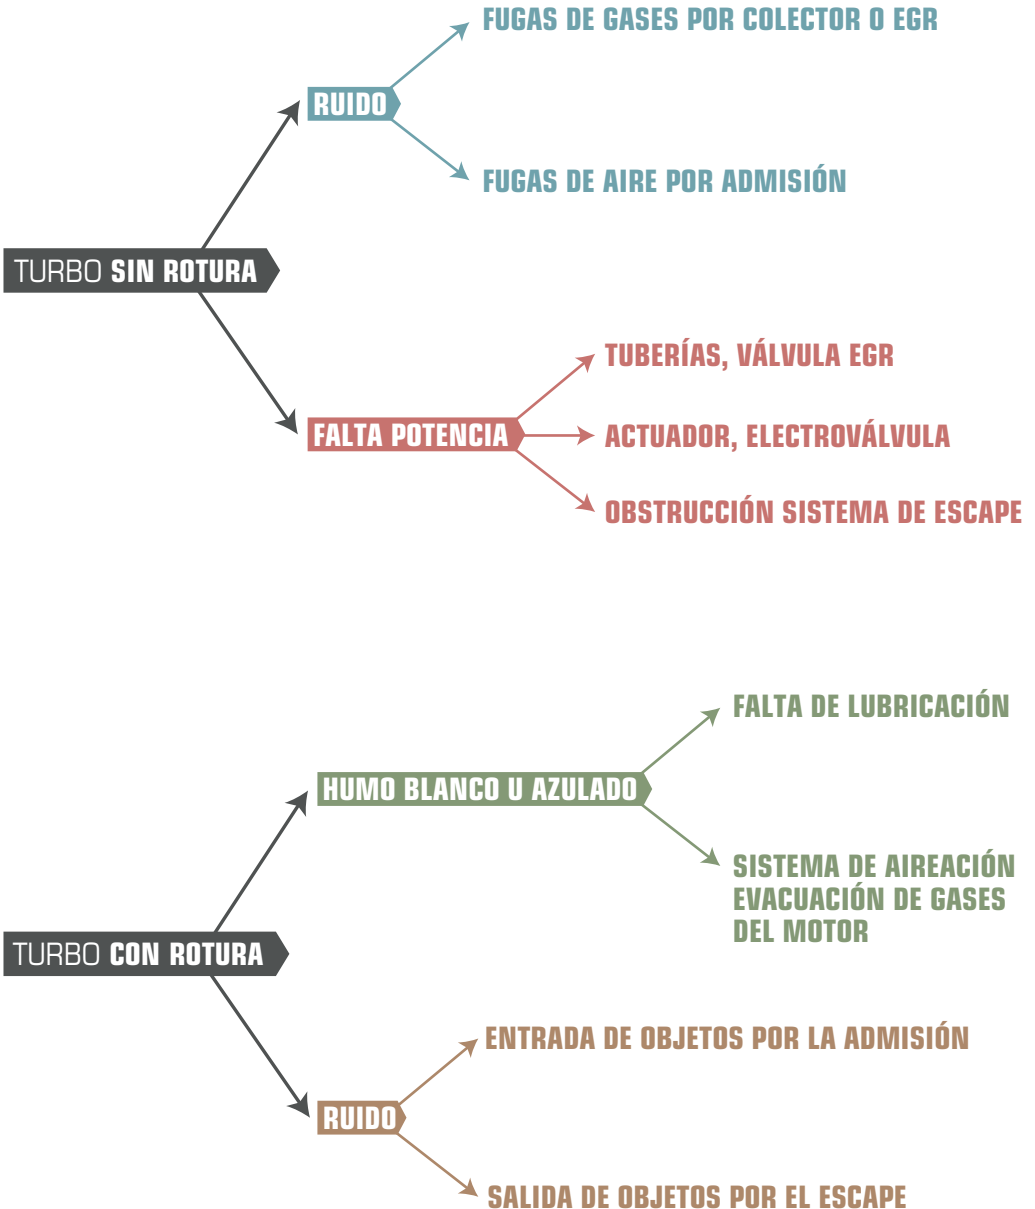 FUGAS DE GASES POR COLECTOR O EGR
RUIDO
FUGAS DE AIRE POR ADMISIÓN
TURBO SIN ROTURA
TUBERÍAS, VÁLVULA EGR
FALTA POTENCIA
ACTUADOR, ELECTROVÁLVULA
OBSTRUCCIÓN SISTEMA DE ESCAPE
FALTA DE LUBRICACIÓN
HUMO BLANCO U AZULADO
SISTEMA DE AIREACIÓN
EVACUACIÓN DE GASES
DEL MOTOR
TURBO CON ROTURA
ENTRADA DE OBJETOS POR LA ADMISIÓN
RUIDO
SALIDA DE OBJETOS POR EL ESCAPE